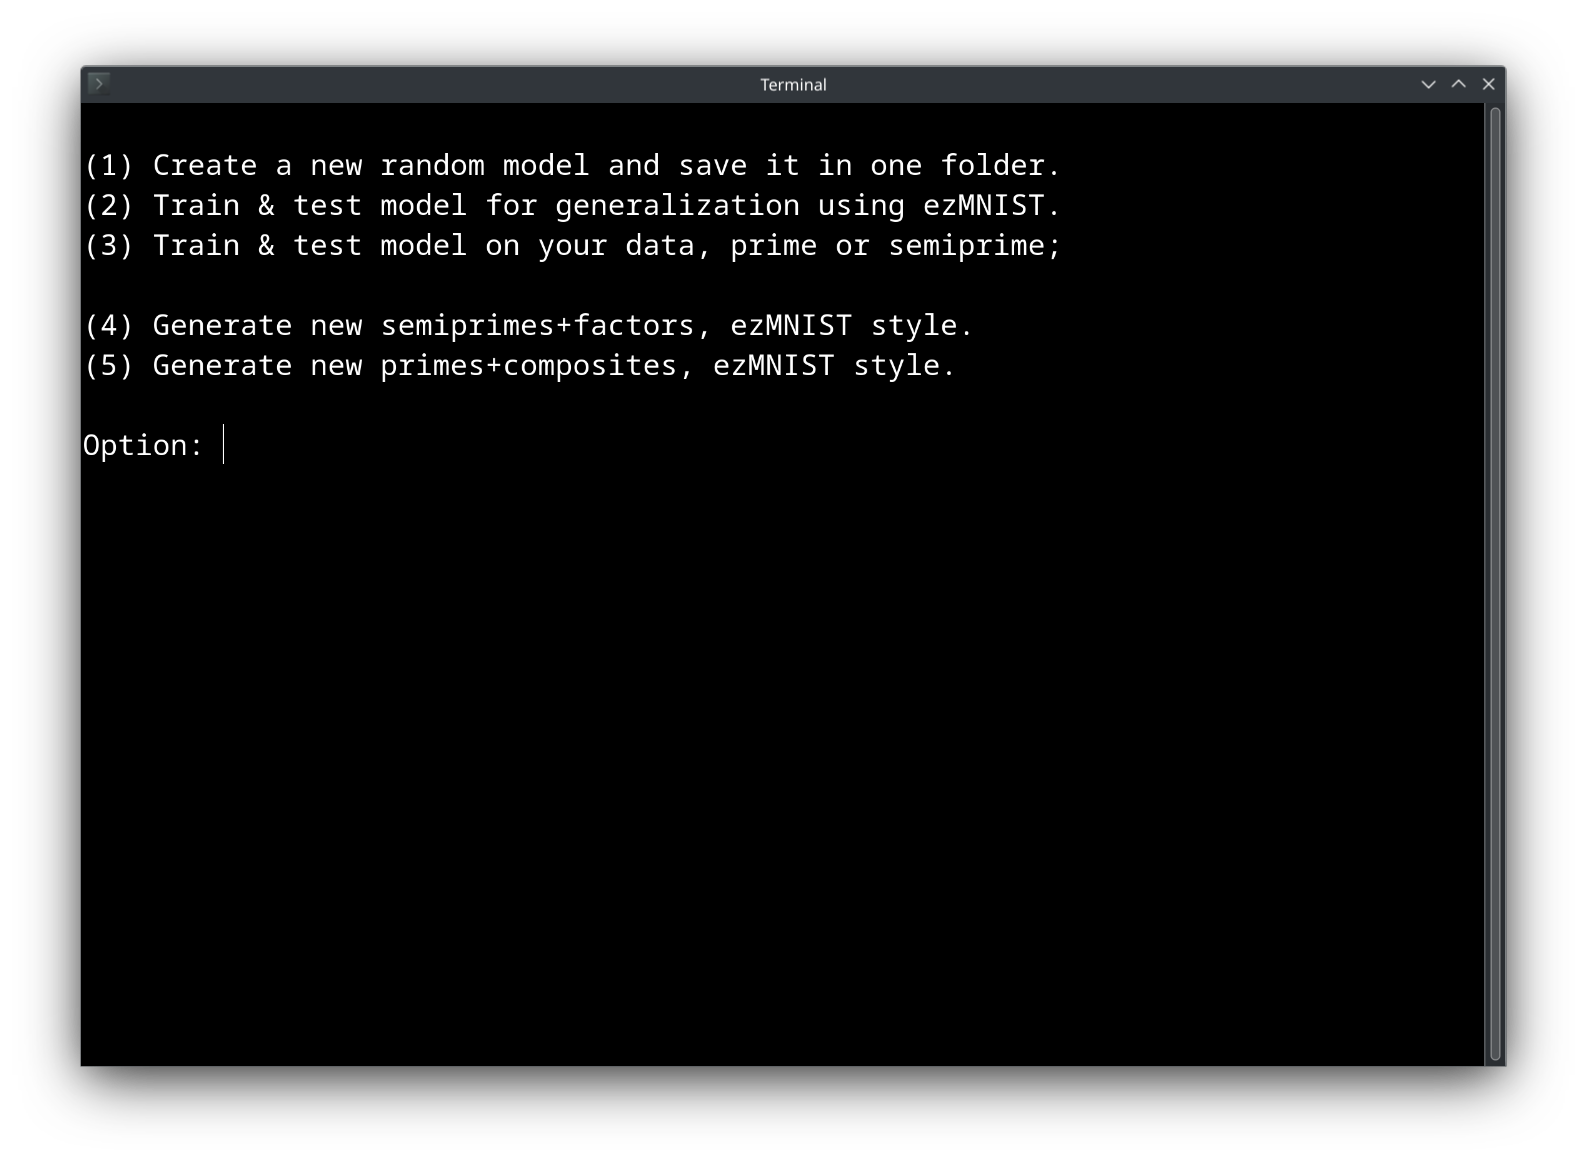 Terminal
(1) Create a new random model and save it in one folder.
(2) Train & test model for generalization using ezMNIST.
(3) Train & test model on your data, prime or semiprime;
(4) Generate new semiprimes+factors, ezMNIST style.
(5) Generate new primes+composites, ezMNIST style.
Option: